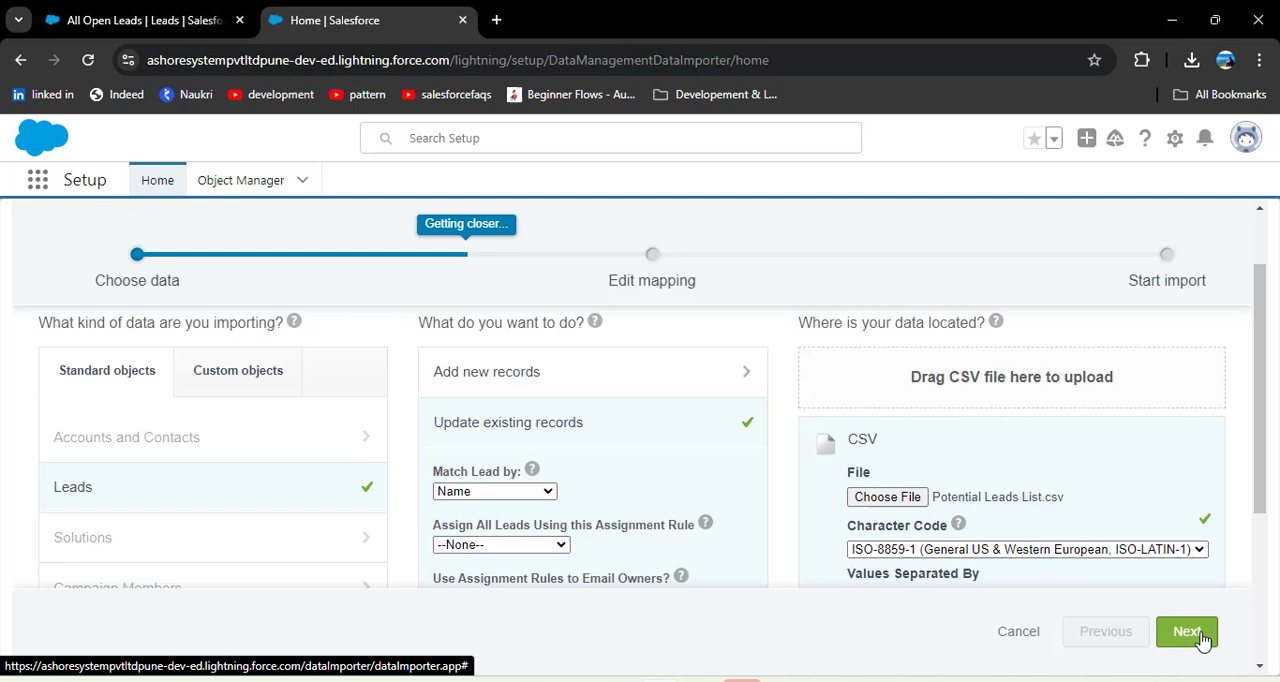 All Open Leads | Leads | Salesfo
Home | Salesforce
ashoresystempvtltdpune-dev-ed.lightning.force.com/lightning/setup/DataManagementDataImporter/home
linked in
Indeed
Naukri
development
pattern
salesforcefaqs
Beginner Flows - Au...
Developement & L...
All Bookmarks
Search Setup
Setup
Home
Object Manager
Getting closer...
Choose data
Edit mapping
Start import
What kind of data are you importing?
What do you want to do?
Where is your data located?
Standard objects
Custom objects
Add new records
Drag CSV file here to upload
Accounts and Contacts
Update existing records
CSV
Leads
Match Lead by:
File
Name
Choose File Potential Leads List.csv
Solutions
Assign All Leads Using this Assignment Rule
Character Code
--None--
ISO-8859-1 (General US & Western European, ISO-LATIN-1)
Campaign Members
Use Assignment Rules to Email Owners?
Values Separated By
Cancel
Previous
Next
https://ashoresystempvtltdpune-dev-ed.lightning.force.com/dataImporter/dataImporter.app#